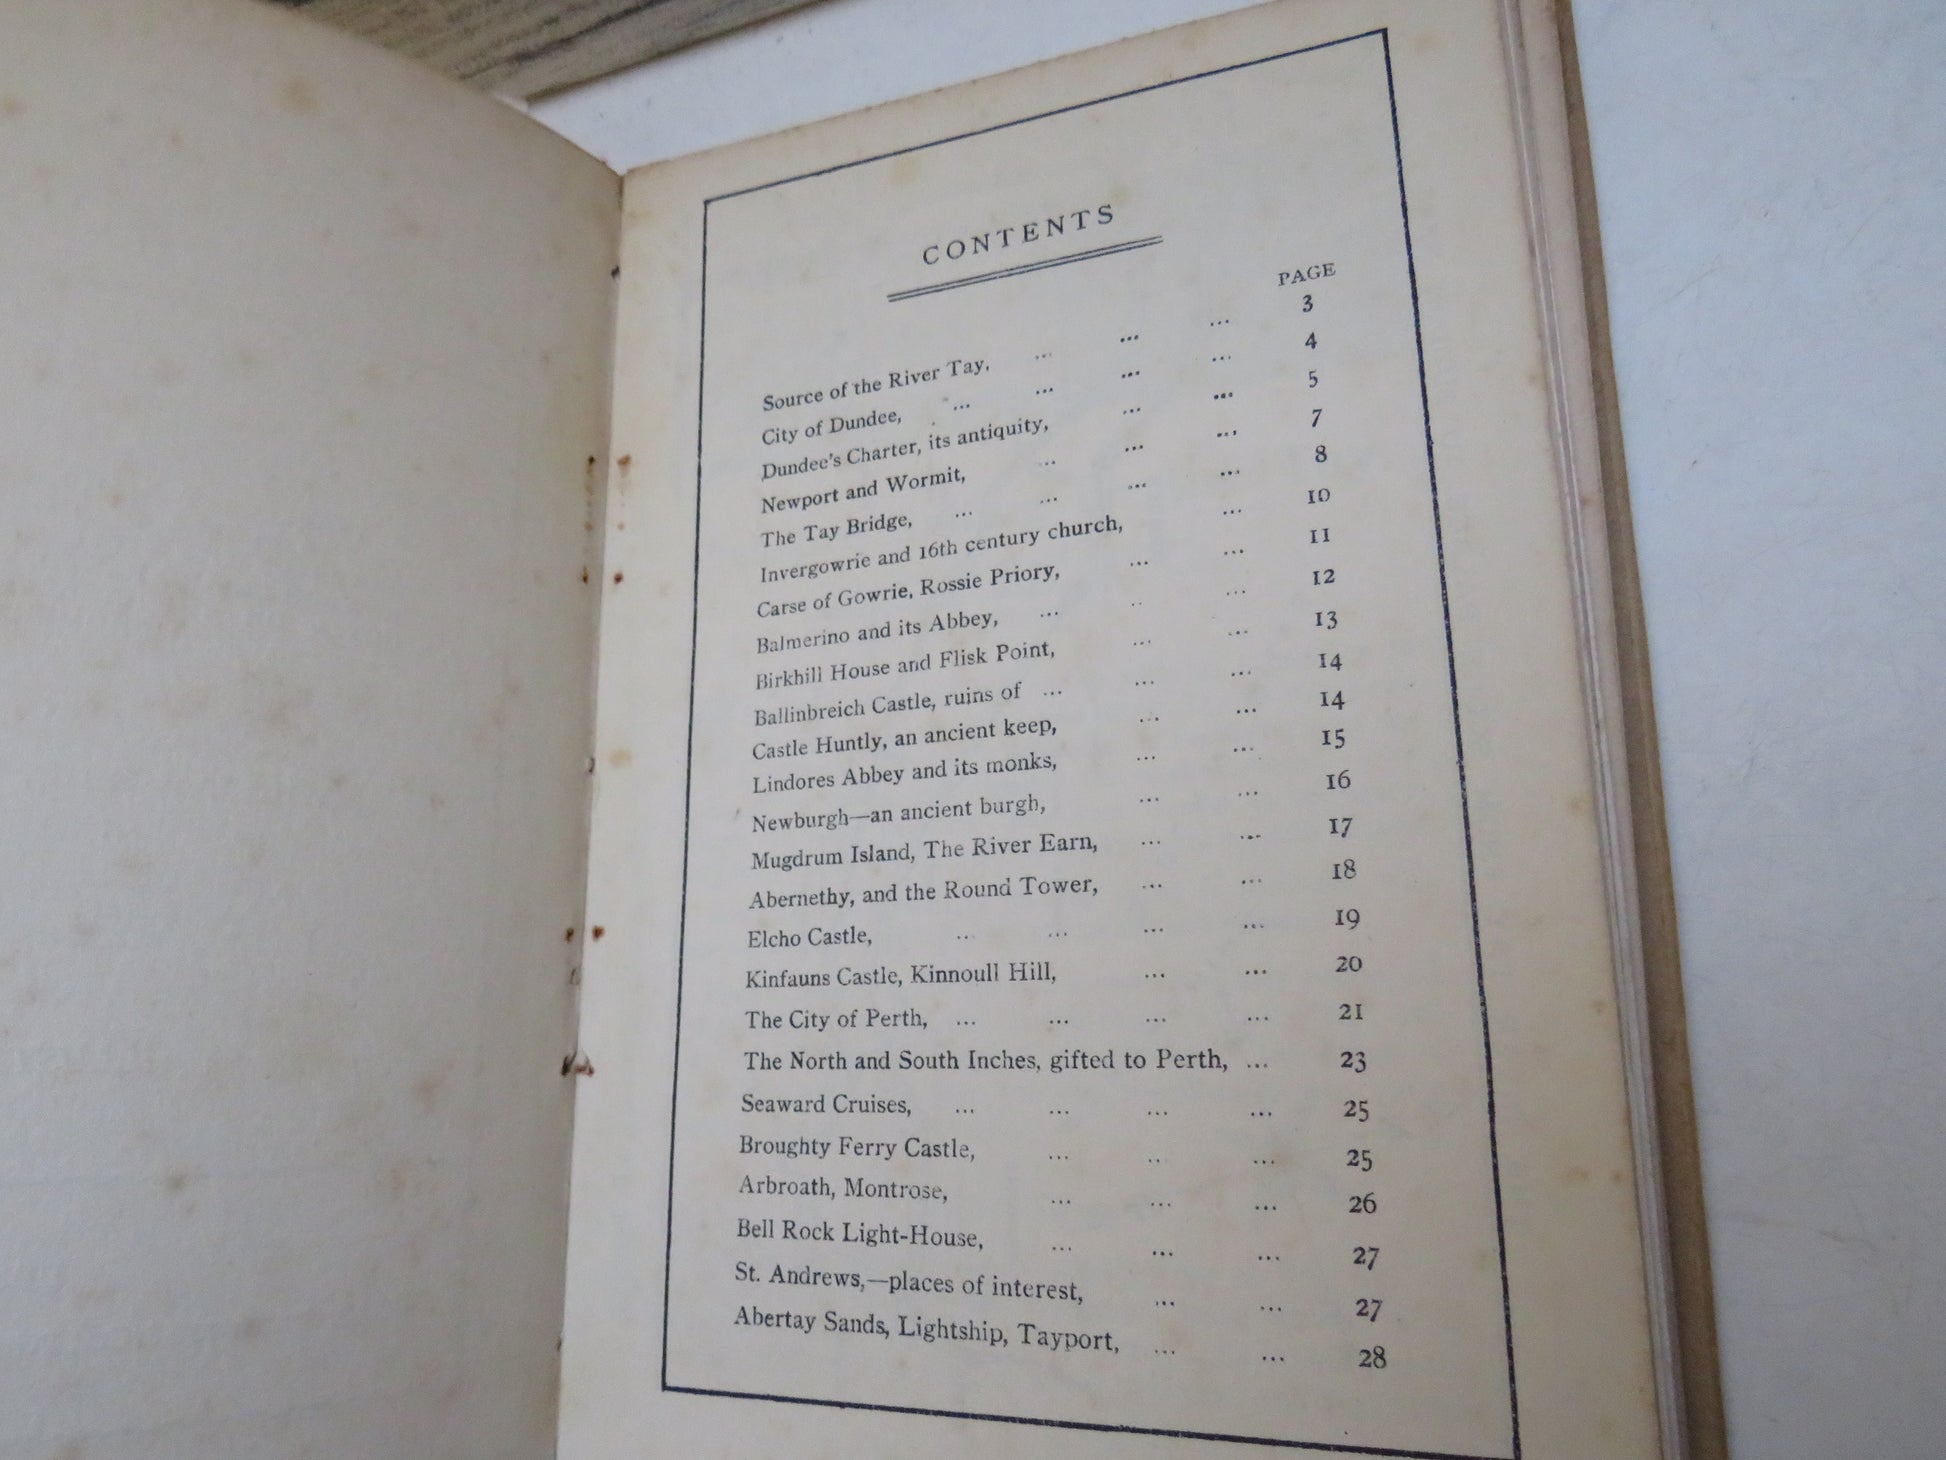 CONTENTS
PAGE
Source of the River Tay, ... ... ... 3
City of Dundee, ... ... ... ... 4
Dundee's Charter, its antiquity, ... ... 5
Newport and Wormit, ... ... ... 7
The Tay Bridge, ... ... ... ... 8
Invergowrie and 16th century church, ... 10
Carse of Gowrie, Rossie Priory, ... ... 11
Balmerino and its Abbey, ... .. ... 12
Birkhill House and Flisk Point, ... ... 13
Ballinbreich Castle, ruins of ... ... ... 14
Castle Huntly, an ancient keep, ... ... 14
Lindores Abbey and its monks, ... ... 15
Newburgh—an ancient burgh, ... ... 16
Mugdrum Island, The River Earn, ... ... 17
Abernethy, and the Round Tower, ... ... 18
Elcho Castle, ... ... ... ... 19
Kinfauns Castle, Kinnoull Hill, ... ... 20
The City of Perth, ... ... ... ... 21
The North and South Inches, gifted to Perth, ... 23
Seaward Cruises, ... ... ... ... 25
Broughty Ferry Castle, ... .. ... 25
Arbroath, Montrose, ... ... ... 26
Bell Rock Light-House, ... ... ... 27
St. Andrews,—places of interest, ... ... 27
Abertay Sands, Lightship, Tayport, ... ... 28